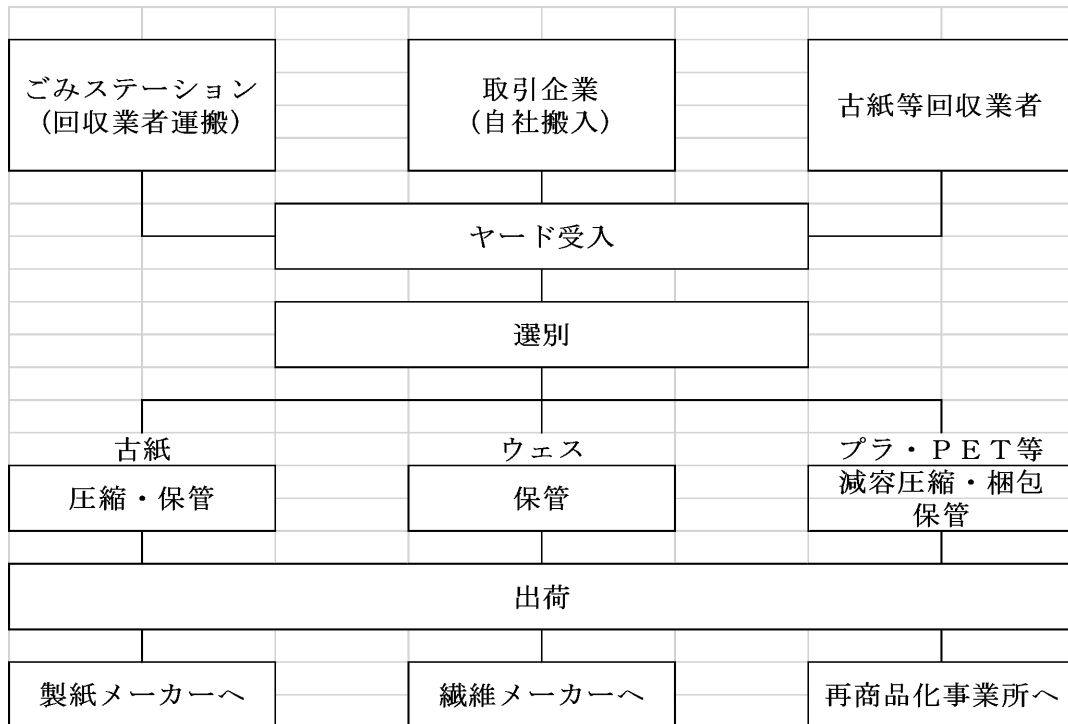 ごみステーション
(回収業者運搬)
取引企業
(自社搬入)
古紙等回収業者
ヤード受入
選別
古紙
ウェス
プラ・ＰＥＴ等
圧縮・保管
保管
減容圧縮・梱包
保管
出荷
製紙メーカーへ
繊維メーカーへ
再商品化事業所へ